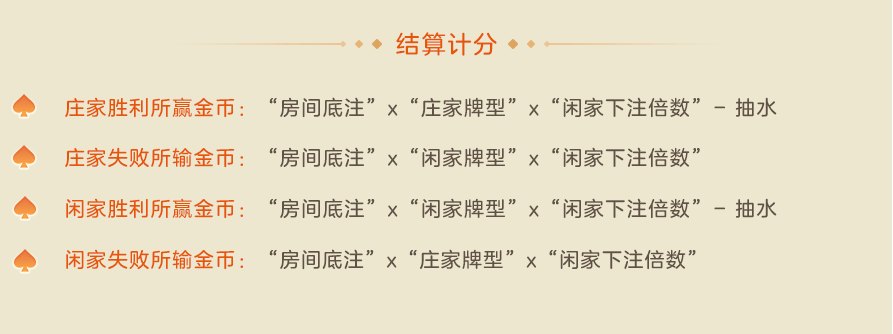 结算计分
庄家胜利所赢金币：“房间底注”x“庄家牌型”x“闲家下注倍数”- 抽水
庄家失败所输金币：“房间底注”x“闲家牌型”x“闲家下注倍数”
闲家胜利所赢金币：“房间底注”x“闲家牌型”x“闲家下注倍数”- 抽水
闲家失败所输金币：“房间底注”x“庄家牌型”x“闲家下注倍数”